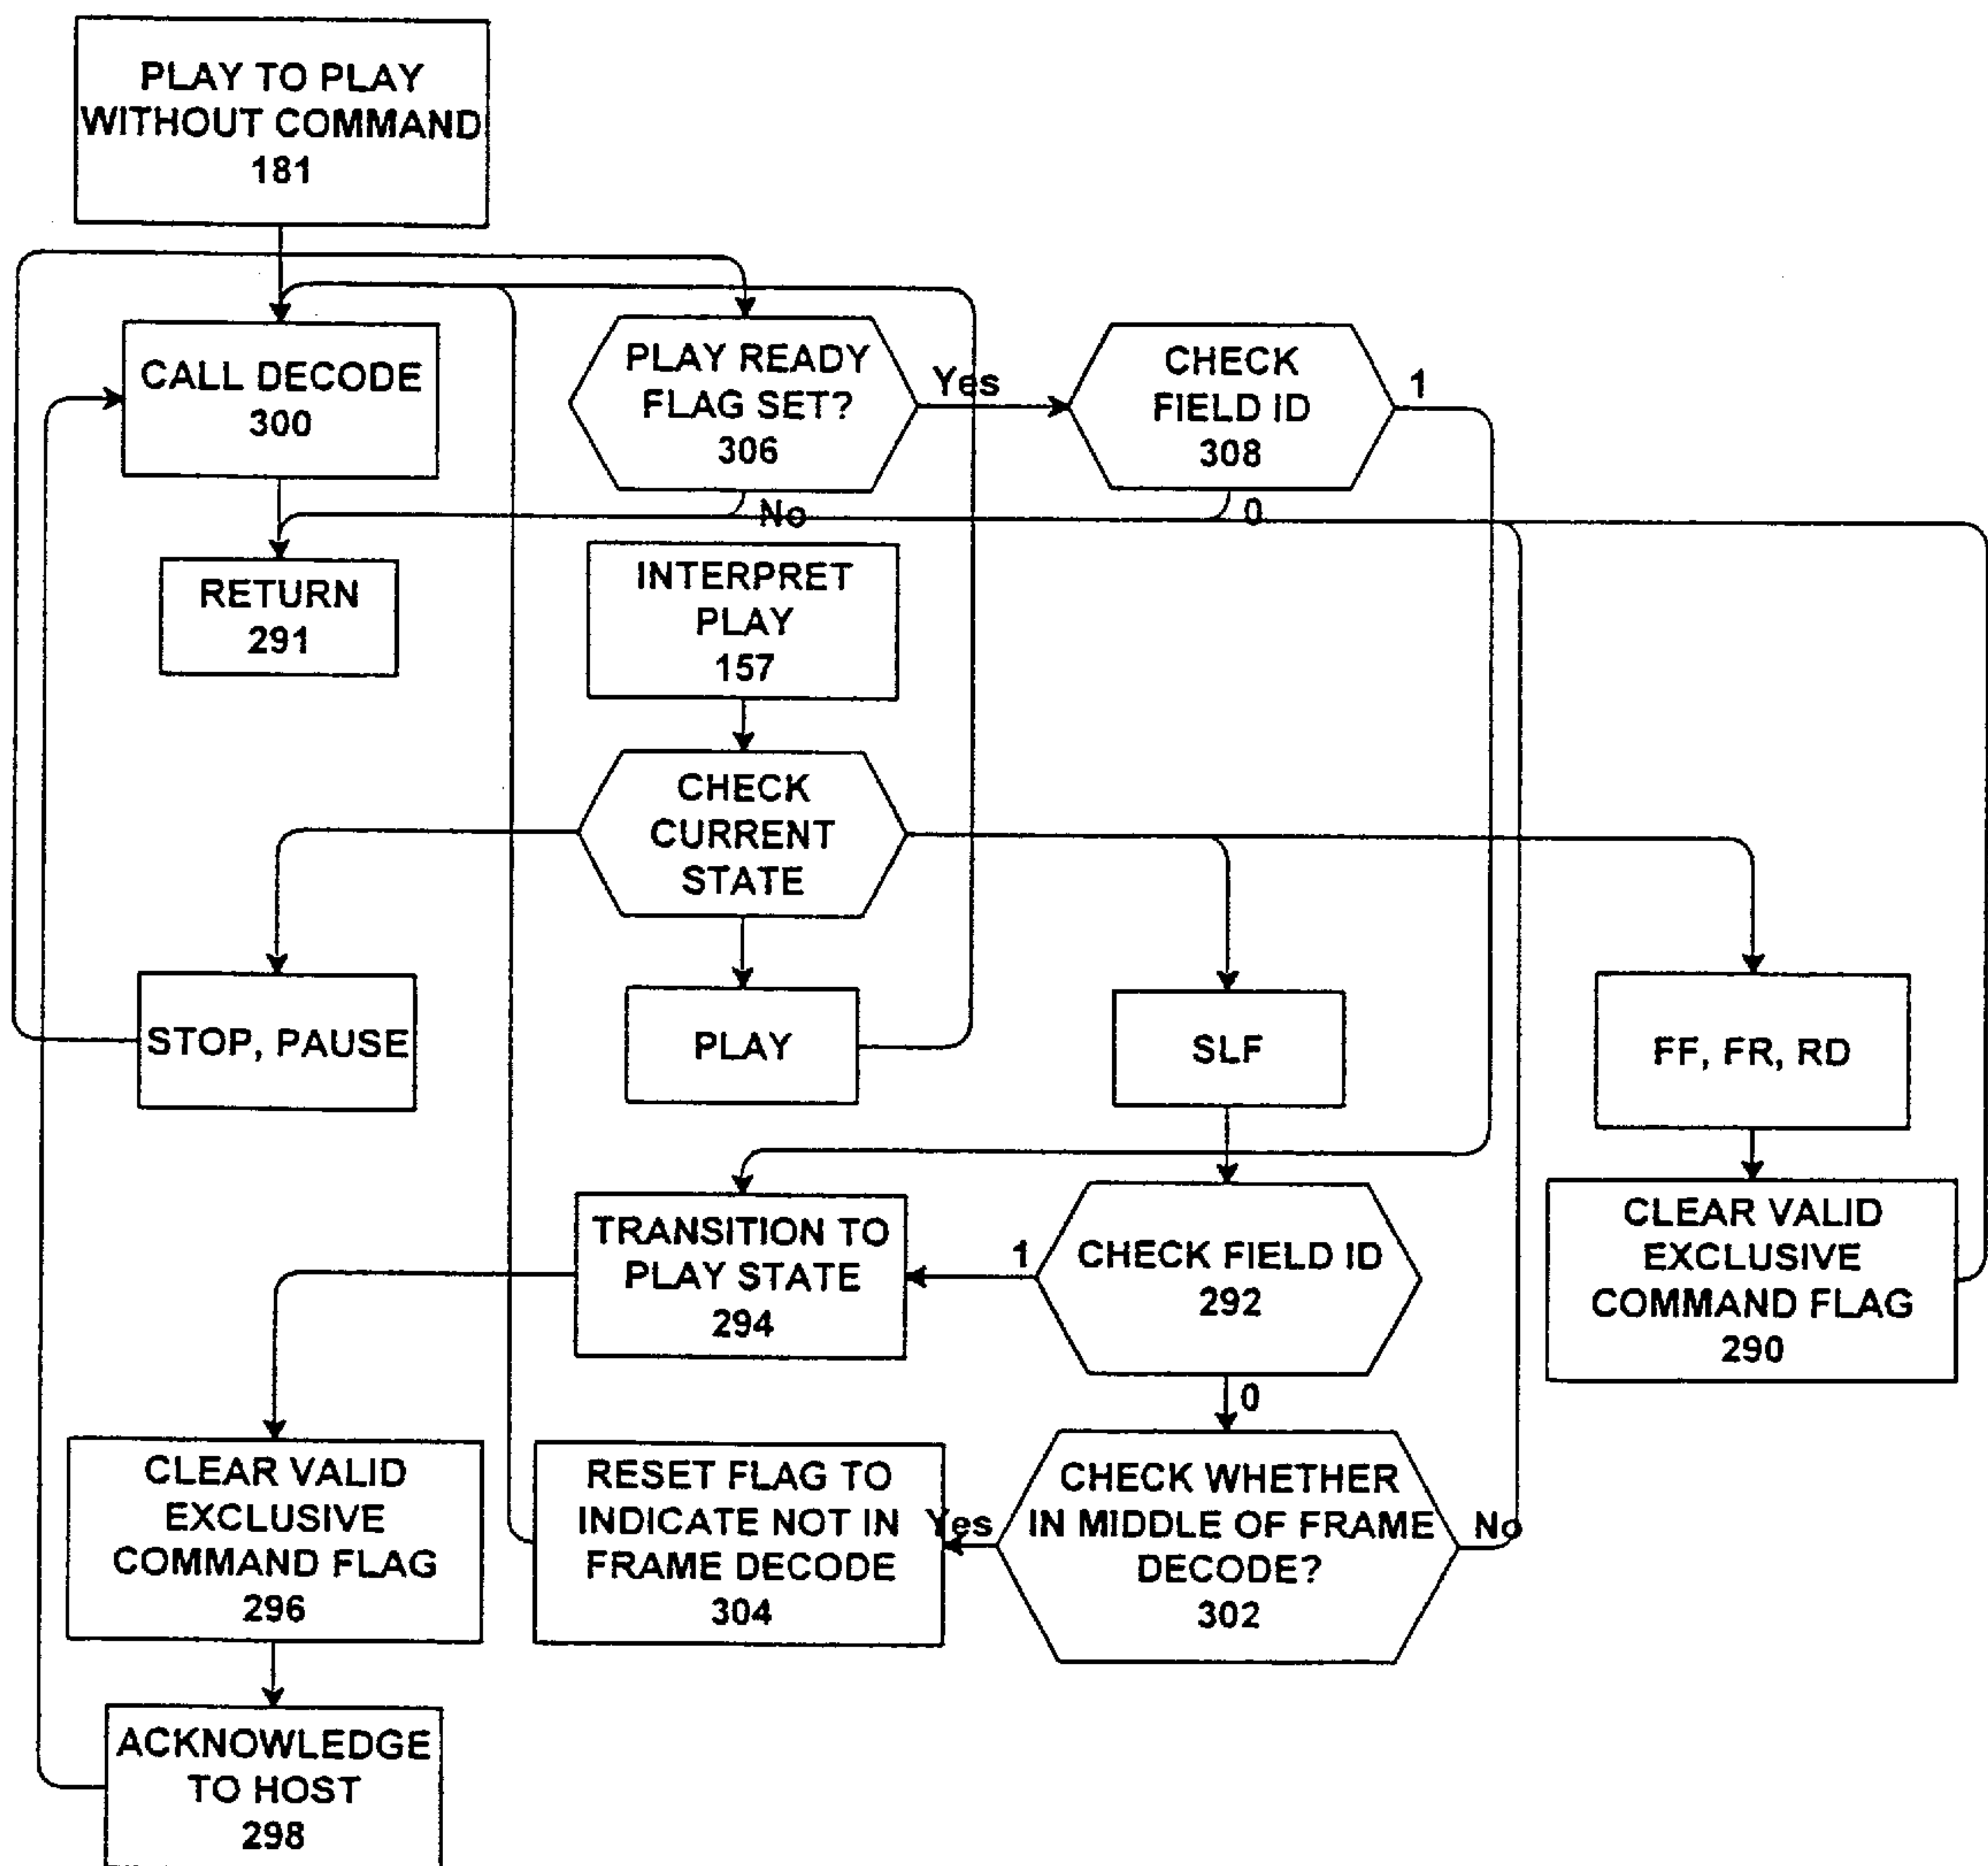 PLAY TO PLAY
WITHOUT COMMAND
181
CALL DECODE
300
PLAY READY
FLAG SET?
306
Yes
CHECK
FIELD ID
308
1
No
0
RETURN
291
INTERPRET
PLAY
157
CHECK
CURRENT
STATE
STOP, PAUSE
PLAY
SLF
FF, FR, RD
TRANSITION TO
PLAY STATE
294
1
CHECK FIELD ID
292
CLEAR VALID
EXCLUSIVE
COMMAND FLAG
290
0
CLEAR VALID
EXCLUSIVE
COMMAND FLAG
296
RESET FLAG TO
INDICATE NOT IN
FRAME DECODE
304
Yes
CHECK WHETHER
IN MIDDLE OF FRAME
DECODE?
302
No
ACKNOWLEDGE
TO HOST
298